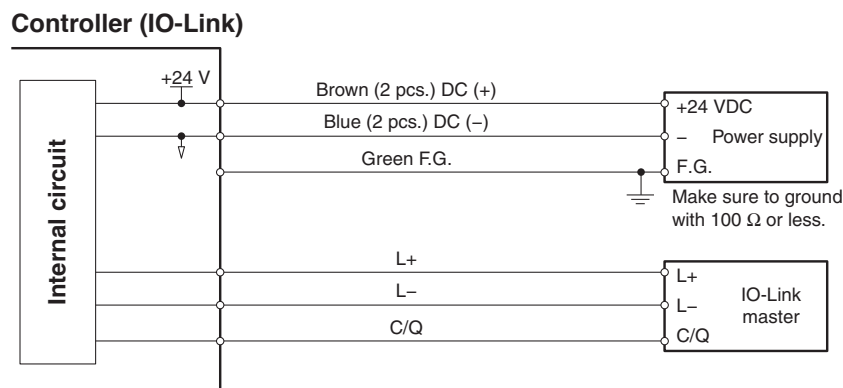 Controller (IO-Link)
+24 V
Brown (2 pcs.) DC (+)
+24 VDC
Blue (2 pcs.) DC (−)
− Power supply
Green F.G.
F.G.
Make sure to ground
with 100 Ω or less.
Internal circuit
L+
L+
L−
L−
IO-Link
master
C/Q
C/Q